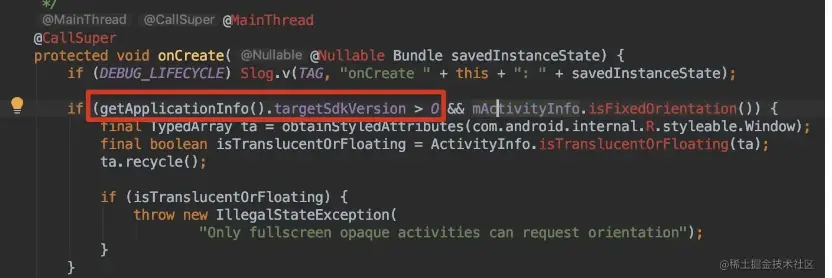 */
@MainThread @CallSuper @MainThread
@CallSuper
protected void onCreate( @Nullable @Nullable Bundle savedInstanceState) {
if (DEBUG_LIFECYCLE) Slog.v(TAG, "onCreate " + this + ": " + savedInstanceState);
if (getApplicationInfo().targetSdkVersion > O && mActivityInfo.isFixedOrientation()) {
final TypedArray ta = obtainStyledAttributes(com.android.internal.R.styleable.Window);
final boolean isTranslucentOrFloating = ActivityInfo.isTranslucentOrFloating(ta);
ta.recycle();
if (isTranslucentOrFloating) {
throw new IllegalStateException(
"Only fullscreen opaque activities can request orientation");
}
}
@稀土掘金技术社区